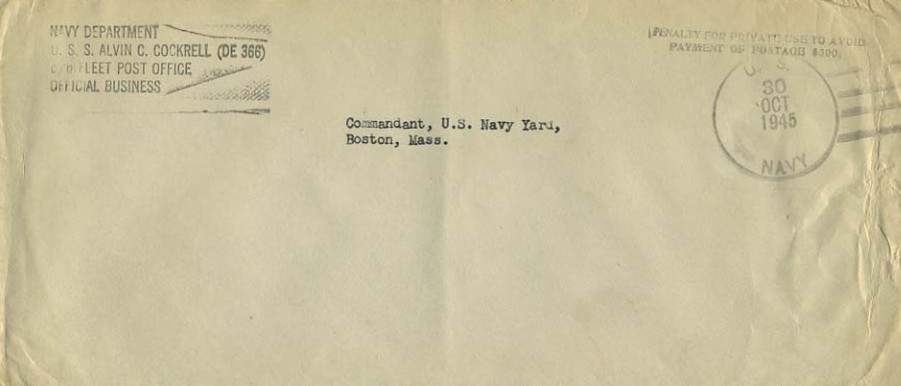 NAVY DEPARTMENT
U. S. S. ALVIN C. COCKRELL (DE 366)
c/o FLEET POST OFFICE
OFFICIAL BUSINESS
PENALTY FOR PRIVATE USE TO AVOID
PAYMENT OF POSTAGE $300.
U. S.
30
OCT
1945
NAVY
Commandant, U.S. Navy Yard,
Boston, Mass.